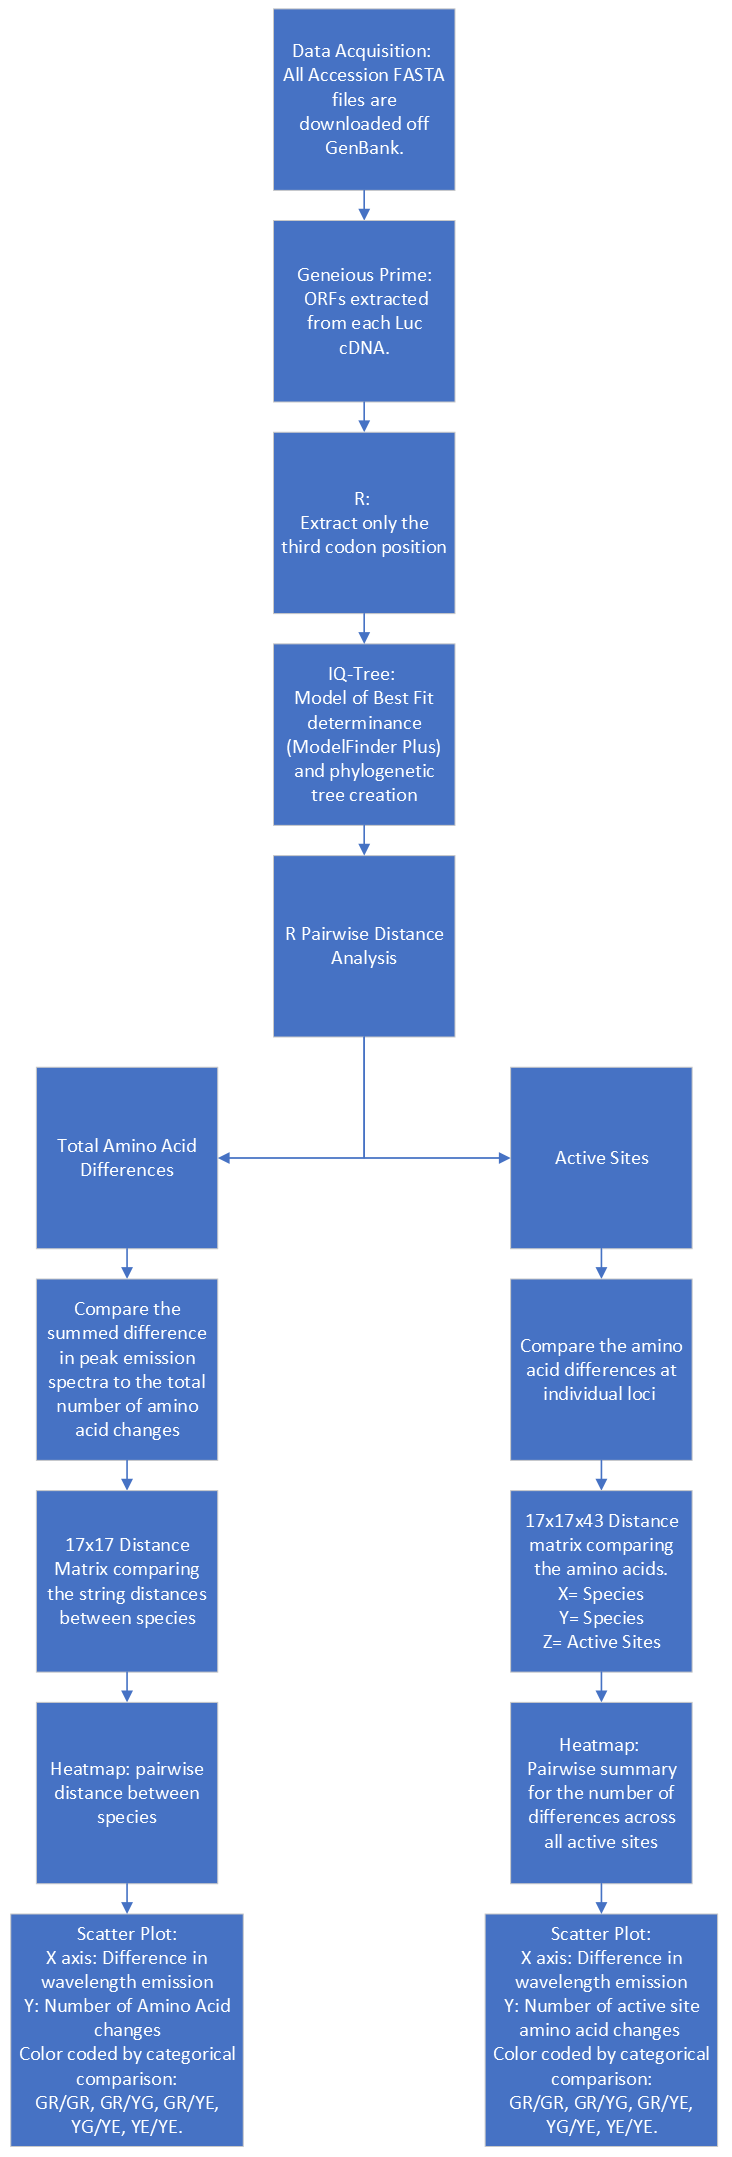 Data Acquisition:
All Accession FASTA
files are
downloaded off
GenBank.
Geneious Prime:
ORFs extracted
from each Luc
cDNA.
R:
Extract only the
third codon position
IQ-Tree:
Model of Best Fit
determinance
(ModelFinder Plus)
and phylogenetic
tree creation
R Pairwise Distance
Analysis
Total Amino Acid
Differences
Compare the
summed difference
in peak emission
spectra to the total
number of amino
acid changes
17x17 Distance
Matrix comparing
the string distances
between species
Heatmap: pairwise
distance between
species
Scatter Plot:
X axis: Difference in
wavelength emission
Y: Number of Amino Acid
changes
Color coded by categorical
comparison:
GR/GR, GR/YG, GR/YE,
YG/YE, YE/YE.
Active Sites
Compare the amino
acid differences at
individual loci
17x17x43 Distance
matrix comparing
the amino acids.
X= Species
Y= Species
Z= Active Sites
Heatmap:
Pairwise summary
for the number of
differences across
all active sites
Scatter Plot:
X axis: Difference in
wavelength emission
Y: Number of active site
amino acid changes
Color coded by categorical
comparison:
GR/GR, GR/YG, GR/YE,
YG/YE, YE/YE.